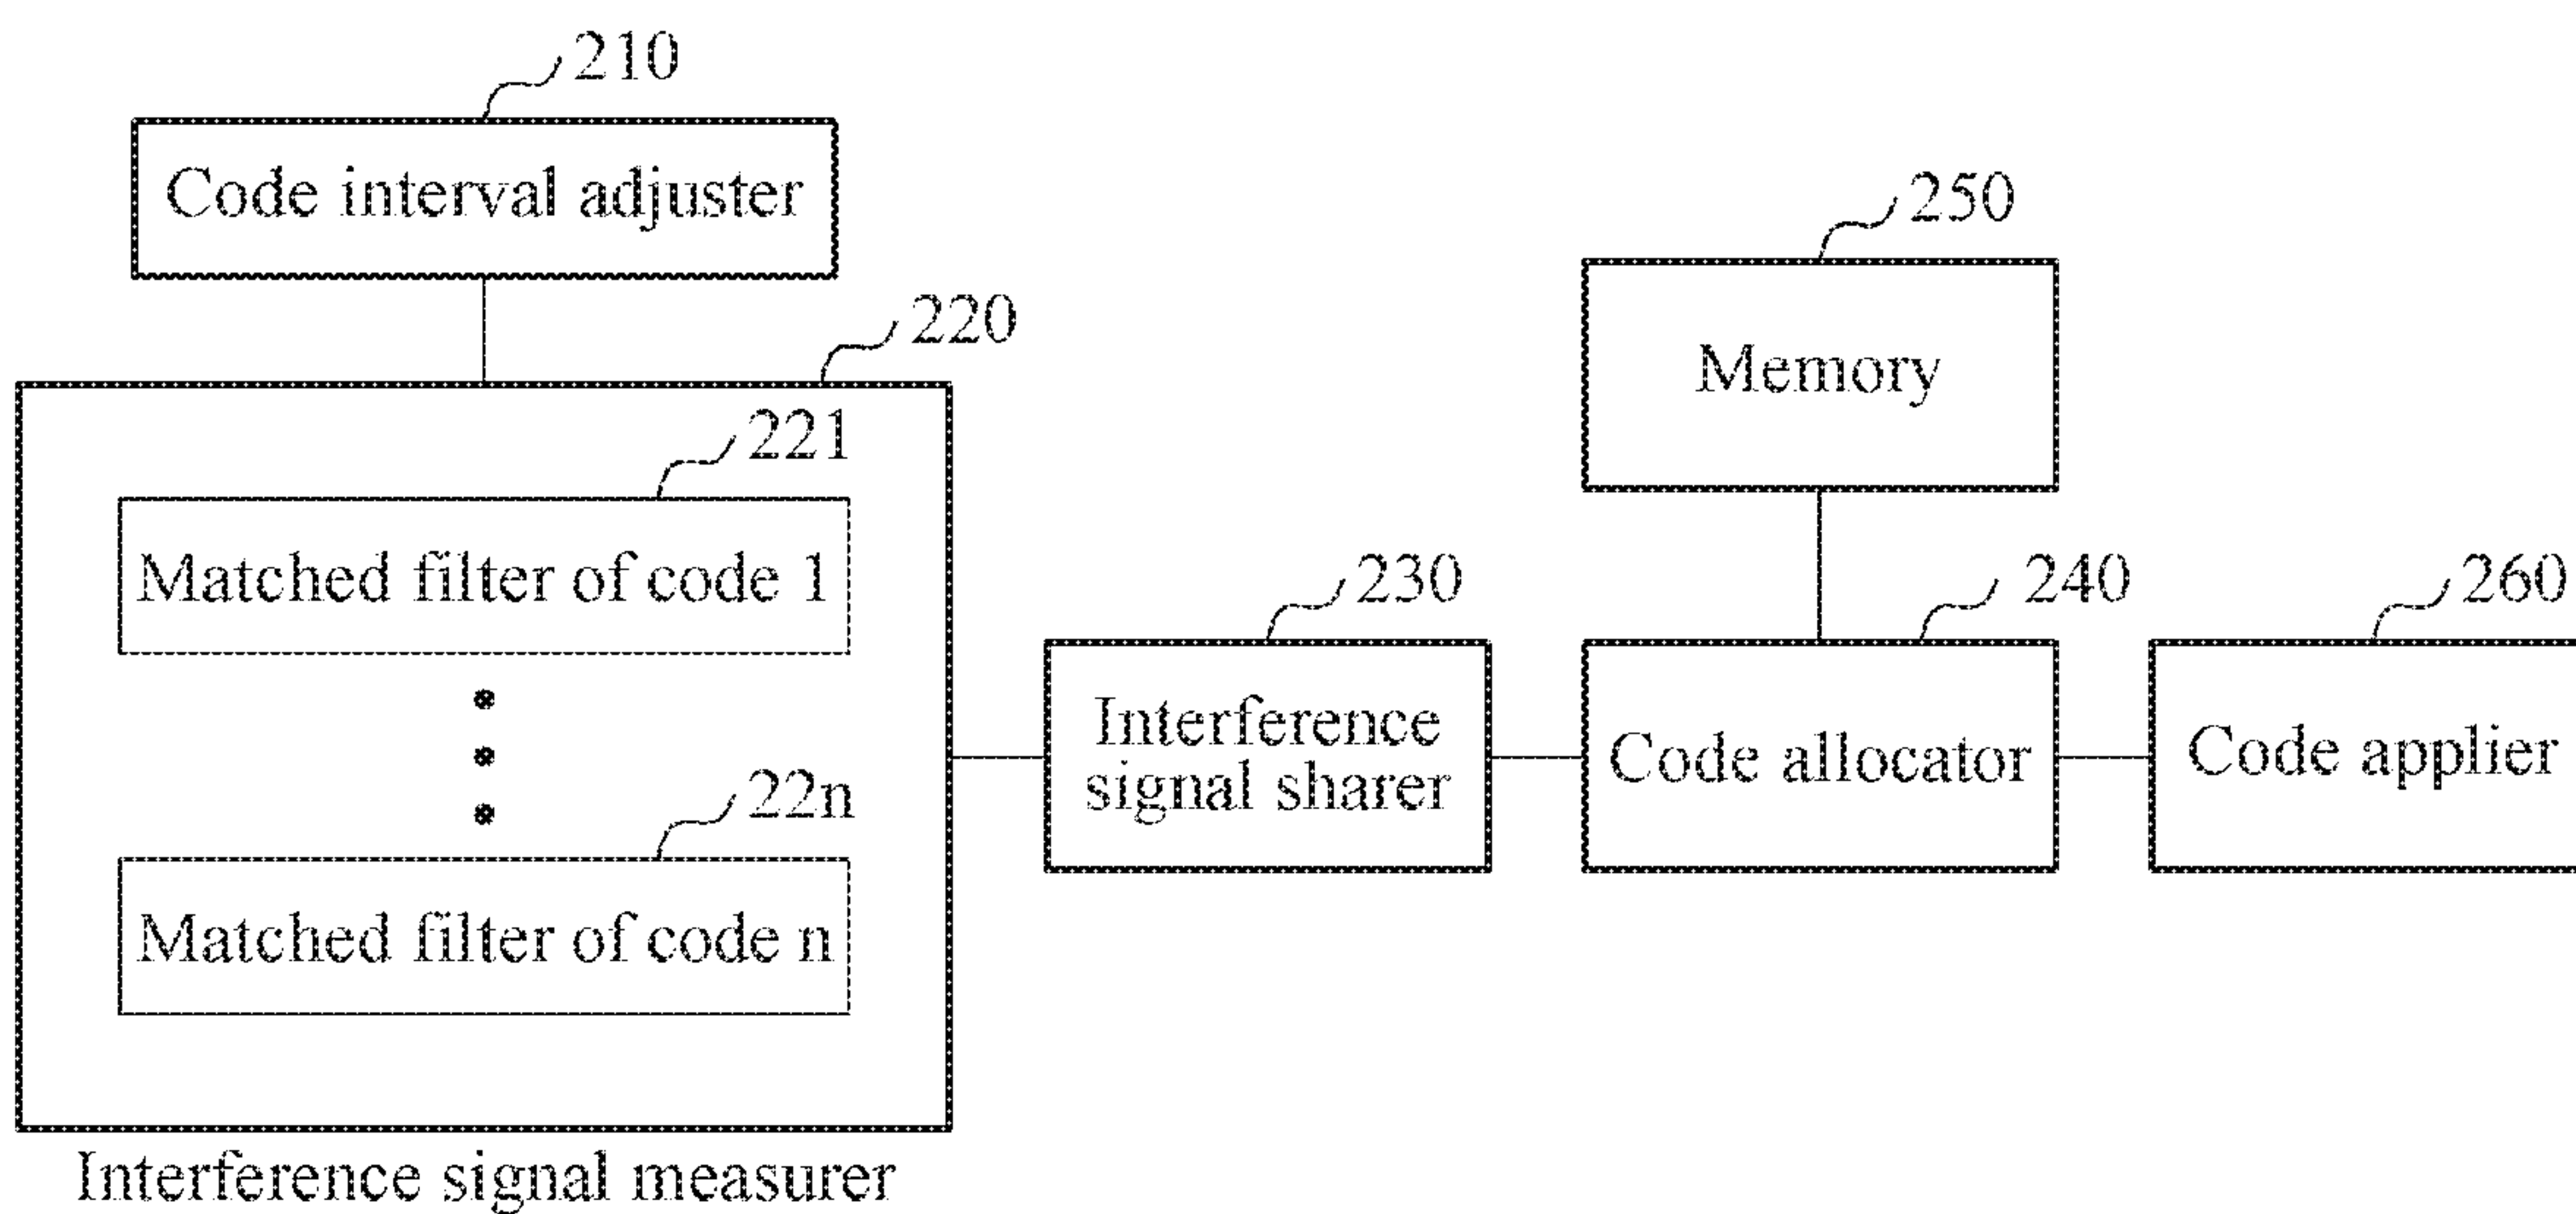 210
Code interval adjuster
220
221
Matched filter of code 1
22n
Matched filter of code n
Interference signal measurer
230
Interference
signal sharer
250
Memory
240
Code allocator
260
Code applier